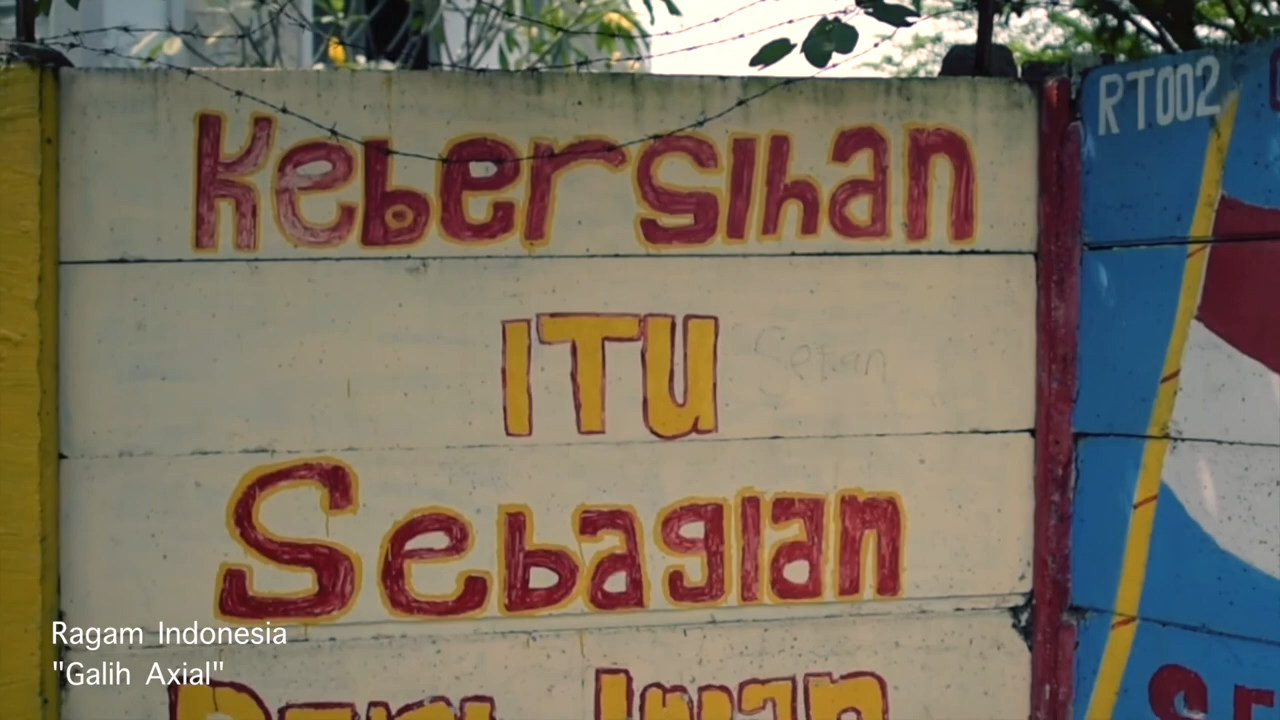 Kebersihan
ITU
Sebagian
RT002
Ragam Indonesia
"Galih Axial"